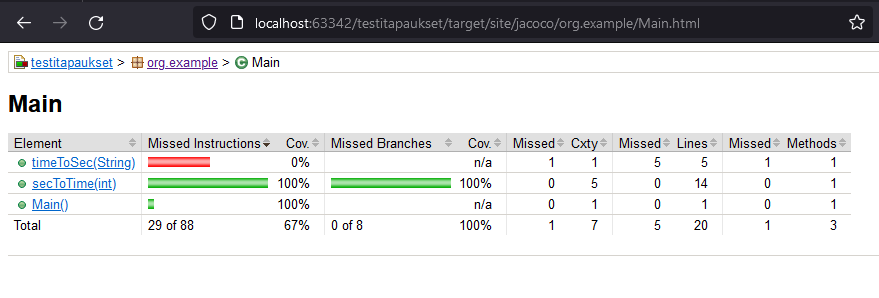 localhost:63342/testitapaukset/target/site/jacoco/org.example/Main.html
testitapaukset > org.example > Main
Main
Element Missed Instructions Cov. Missed Branches Cov. Missed Cxty Missed Lines Missed Methods
timeToSec(String) 0% n/a 1 1 5 5 1 1
secToTime(int) 100% 100% 0 5 0 14 0 1
Main() 100% n/a 0 1 0 1 0 1
Total 29 of 88 67% 0 of 8 100% 1 7 5 20 1 3